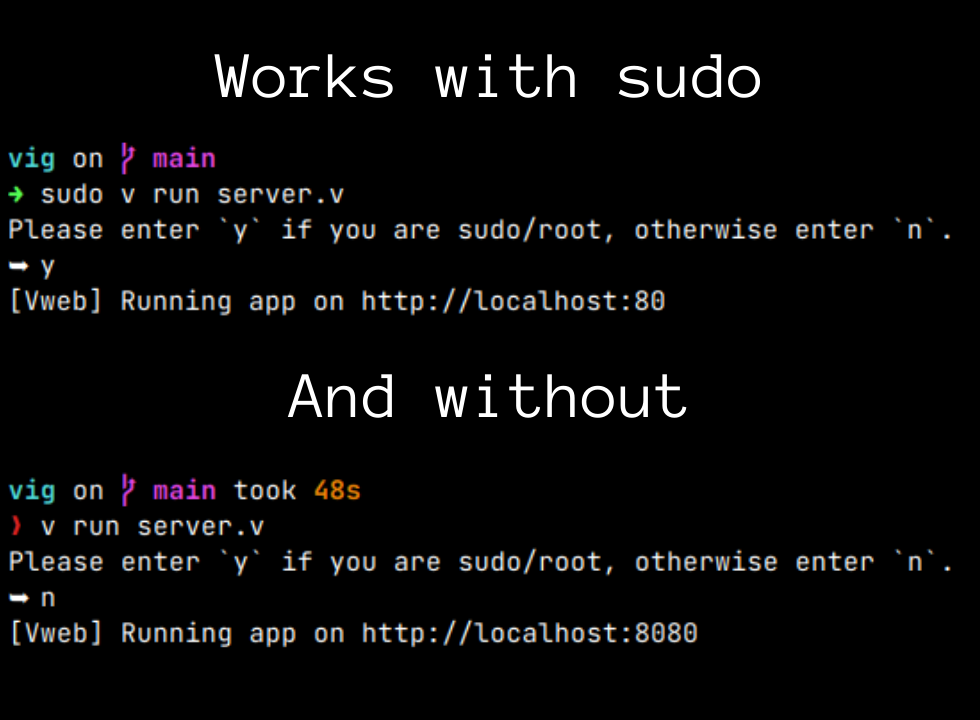 Works with sudo
vig on main
➜ sudo v run server.v
Please enter `y` if you are sudo/root, otherwise enter `n`.
➥ y
[Vweb] Running app on http://localhost:80
And without
vig on main took 48s
❩ v run server.v
Please enter `y` if you are sudo/root, otherwise enter `n`.
➥ n
[Vweb] Running app on http://localhost:8080